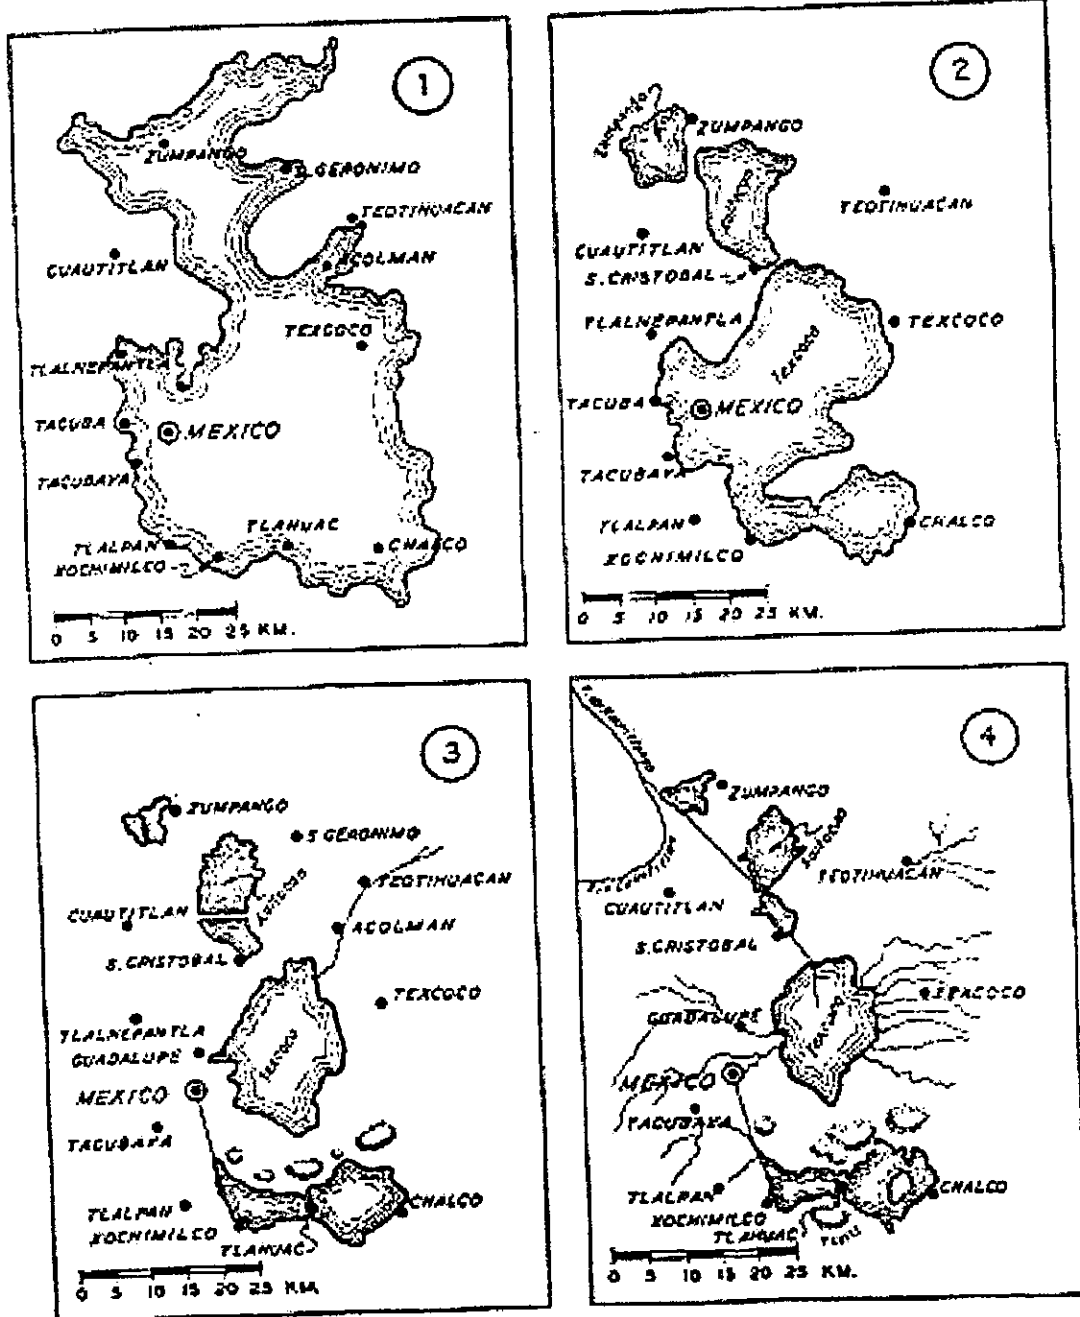 1
ZUMPANGO
S. GERONIMO
TEOTIHUACAN
ACOLMAN
CUAUTITLAN
TEXCOCO
TLALNEPANTLA
TACUBA
MEXICO
TACUBAYA
TLAHUAC
TLALPAN
CHALCO
XOCHIMILCO
0 5 10 15 20 25 KM.
2
Zumpango
ZUMPANGO
TEOTIHUACAN
CUAUTITLAN
S. CRISTOBAL
TLALNEPANTLA
TEXCOCO
TEXCOCO
TACUBA
MEXICO
TACUBAYA
TLALPAN
CHALCO
XOCHIMILCO
0 5 10 15 20 25 KM.
3
ZUMPANGO
S. GERONIMO
TEOTIHUACAN
CUAUTITLAN
ACOLMAN
S. CRISTOBAL
TEXCOCO
TLALNEPANTLA
GUADALUPE
TEXCOCO
MEXICO
TACUBAYA
TLALPAN
CHALCO
XOCHIMILCO
TLAHUAC
0 5 10 15 20 25 KM.
4
ZUMPANGO
TEOTIHUACAN
CUAUTITLAN
S. CRISTOBAL
TEXCOCO
GUADALUPE
TEXCOCO
MEXICO
TACUBAYA
TLALPAN
CHALCO
XOCHIMILCO
TLAHUAC
0 5 10 15 20 25 KM.